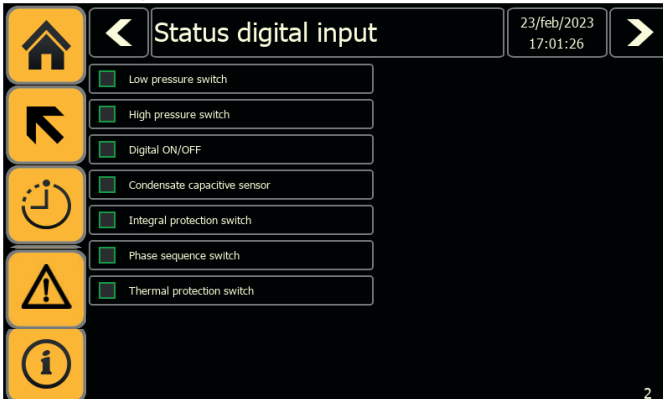 Status digital input
23/feb/2023
17:01:26
Low pressure switch
High pressure switch
Digital ON/OFF
Condensate capacitive sensor
Integral protection switch
Phase sequence switch
Thermal protection switch
2